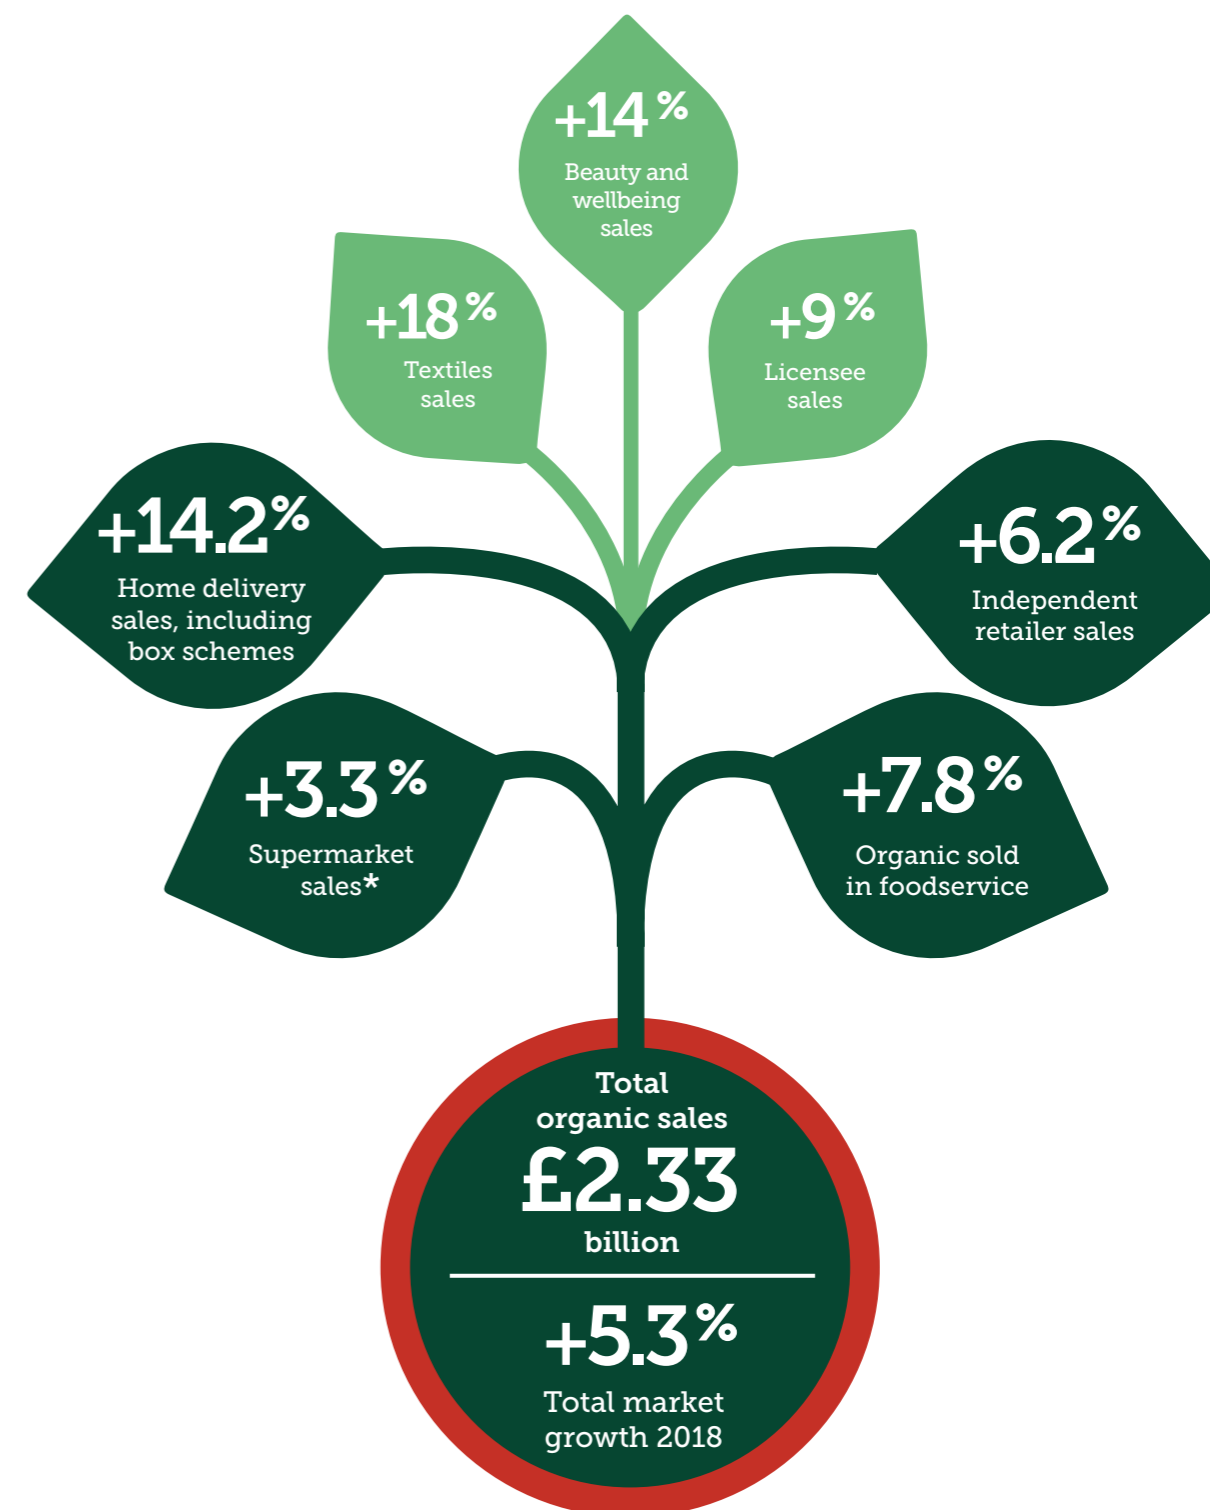 +14%
Beauty and
wellbeing
sales
+18%
Textiles
sales
+9%
Licensee
sales
+14.2%
Home delivery
sales, including
box schemes
+6.2%
Independent
retailer sales
+3.3%
Supermarket
sales*
+7.8%
Organic sold
in foodservice
Total
organic sales
£2.33
billion
+5.3%
Total market
growth 2018